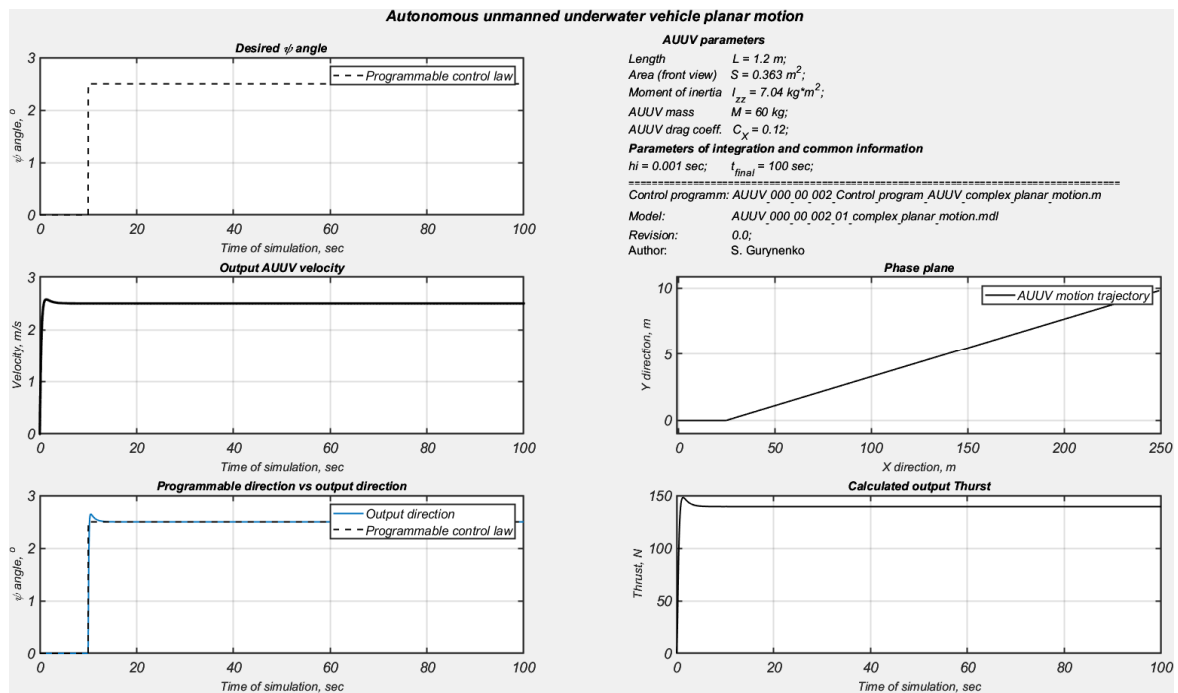 Autonomous unmanned underwater vehicle planar motion
Desired ψ angle
3
2
1
0
ψ angle, °
Programmable control law
0 20 40 60 80 100
Time of simulation, sec
AUUV parameters
Length L = 1.2 m;
Area (front view) S = 0.363 m²;
Moment of inertia I_zz = 7.04 kg*m²;
AUUV mass M = 60 kg;
AUUV drag coeff. C_X = 0.12;
Parameters of integration and common information
hi = 0.001 sec; t_final = 100 sec;
Control programm: AUUV_000_00_002_Control_program_AUUV_complex_planar_motion.m
Model: AUUV_000_00_002_01_complex_planar_motion.mdl
Revision: 0.0;
Author: S. Gurynenko
Output AUUV velocity
3
2
1
0
Velocity, m/s
0 20 40 60 80 100
Time of simulation, sec
Phase plane
10
5
0
Y direction, m
AUUV motion trajectory
0 50 100 150 200 250
X direction, m
Programmable direction vs output direction
3
2
1
0
ψ angle, °
Output direction
Programmable control law
0 20 40 60 80 100
Time of simulation, sec
Calculated output Thurst
150
100
50
0
Thrust, N
0 20 40 60 80 100
Time of simulation, sec